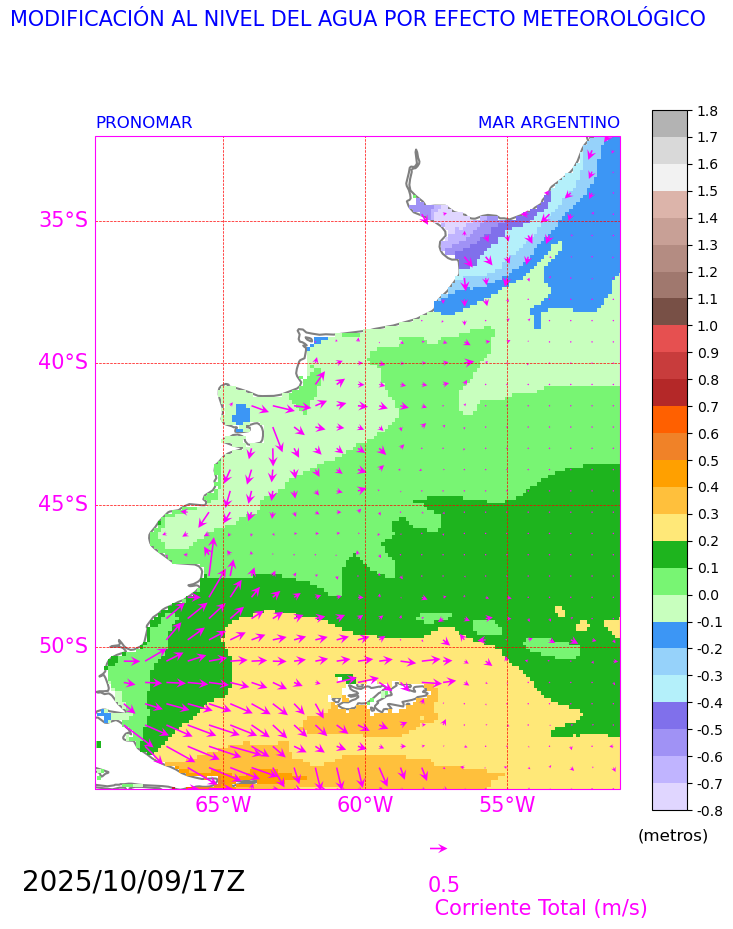 MODIFICACIÓN AL NIVEL DEL AGUA POR EFECTO METEOROLÓGICO
PRONOMAR
MAR ARGENTINO
35°S
40°S
45°S
50°S
65°W
60°W
55°W
1.8
1.7
1.6
1.5
1.4
1.3
1.2
1.1
1.0
0.9
0.8
0.7
0.6
0.5
0.4
0.3
0.2
0.1
0.0
-0.1
-0.2
-0.3
-0.4
-0.5
-0.6
-0.7
-0.8
(metros)
2025/10/09/17Z
0.5
Corriente Total (m/s)